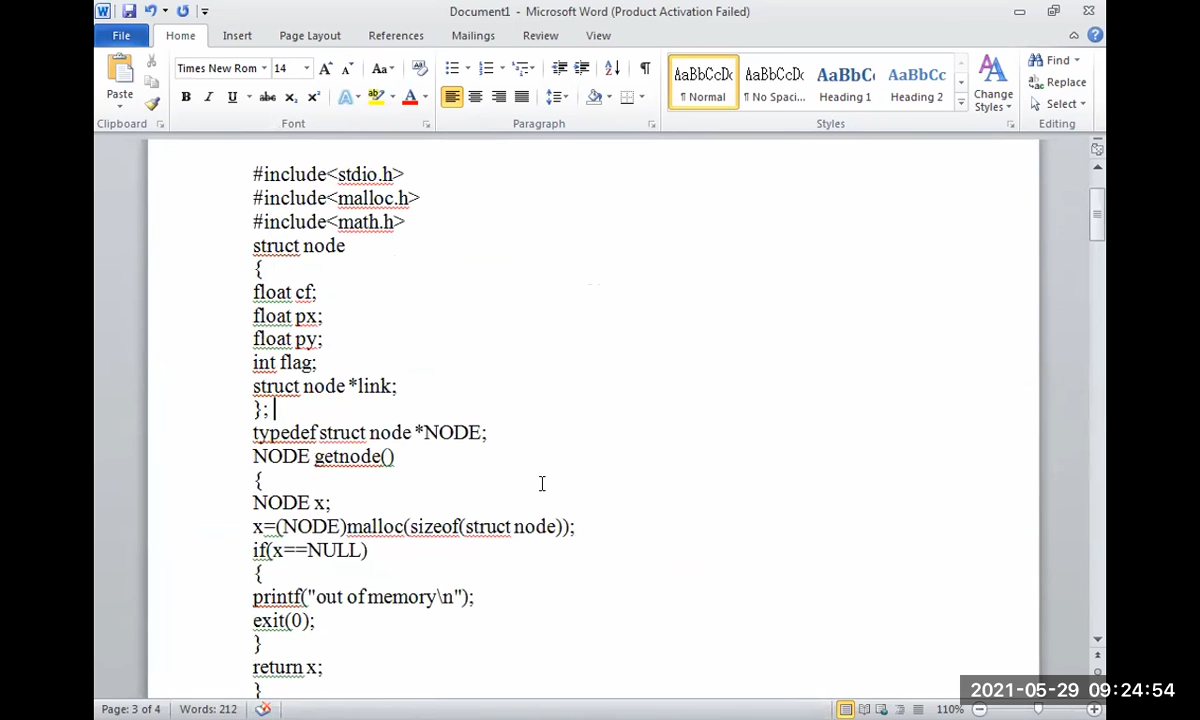 Document1 - Microsoft Word (Product Activation Failed)
File Home Insert Page Layout References Mailings Review View
Paste
Clipboard
Times New Rom 14
Font
Paragraph
AaBbCcDc AaBbCcDc AaBbC AaBbCc
¶ Normal ¶ No Spaci... Heading 1 Heading 2
Styles
Change Styles
Find
Replace
Select
Editing
#include<stdio.h>
#include<malloc.h>
#include<math.h>
struct node
{
float cf;
float px;
float py;
int flag;
struct node *link;
};
typedef struct node *NODE;
NODE getnode()
{
NODE x;
x=(NODE)malloc(sizeof(struct node));
if(x==NULL)
{
printf("out of memory\n");
exit(0);
}
return x;
}
2021-05-29 09:24:54
Page: 3 of 4 Words: 212 110%